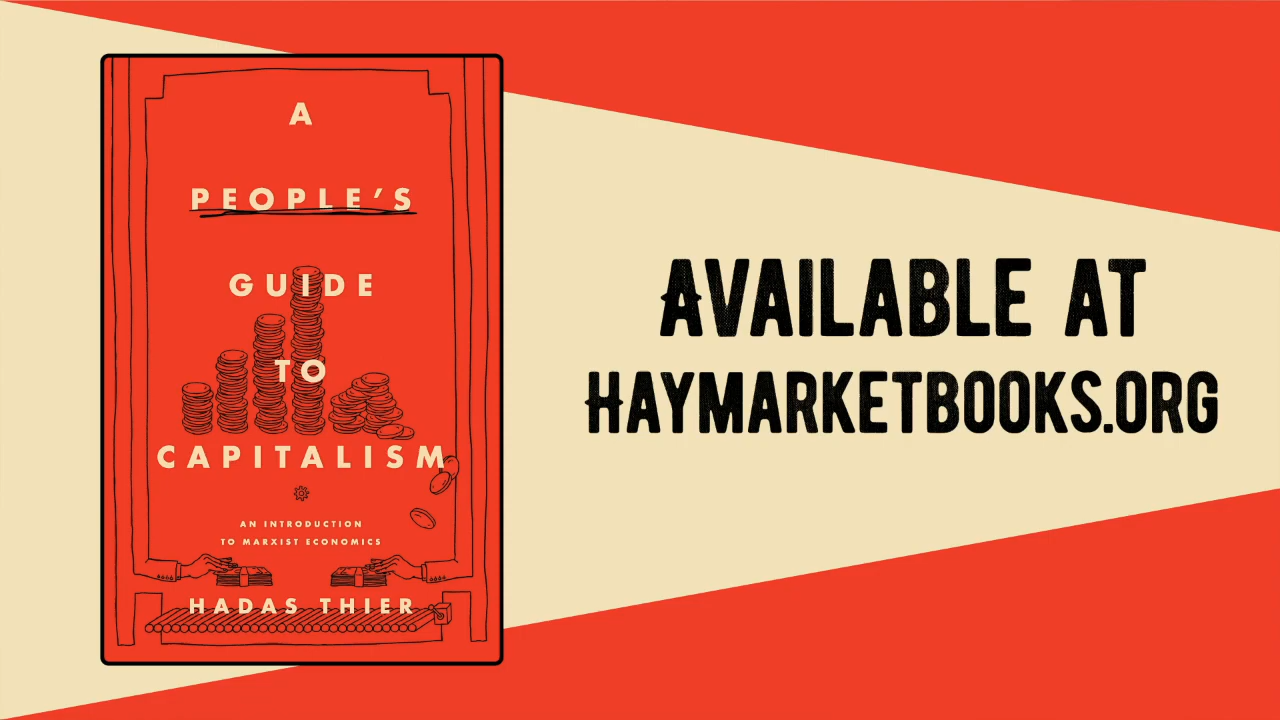 A
PEOPLE'S
GUIDE
TO
CAPITALISM
AN INTRODUCTION
TO MARXIST ECONOMICS
HADAS THIER
AVAILABLE AT
HAYMARKETBOOKS.ORG